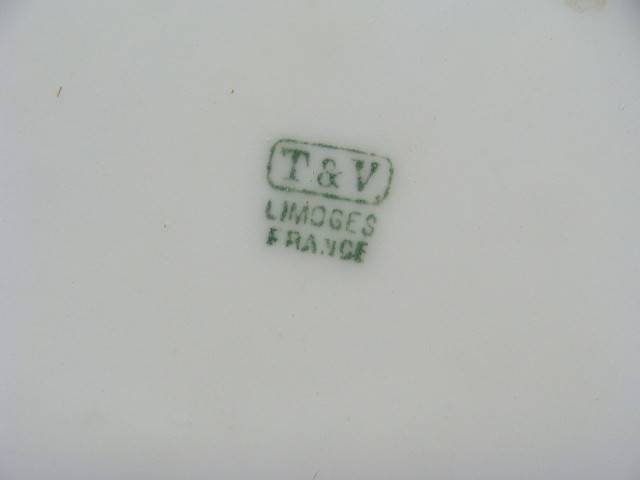 T & V
LIMOGES
FRANCE